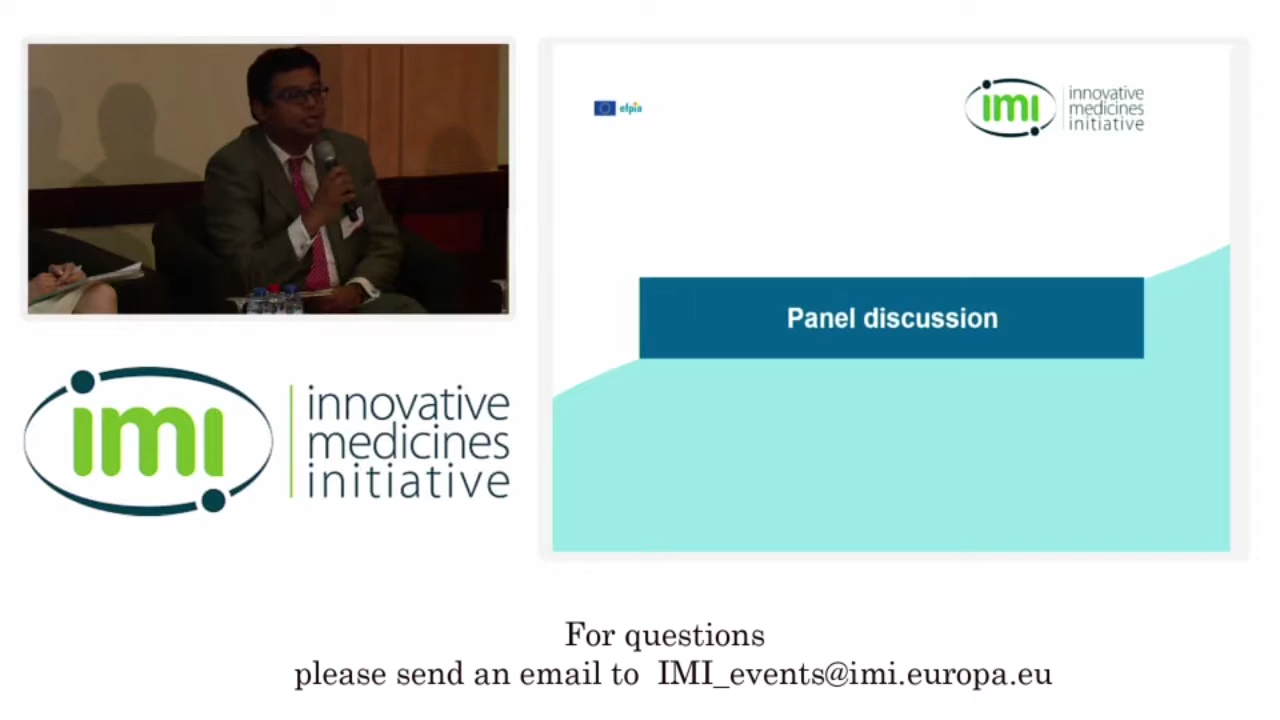 efpia
imi
innovative
medicines
initiative
Panel discussion
imi
innovative
medicines
initiative
For questions
please send an email to IMI_events@imi.europa.eu